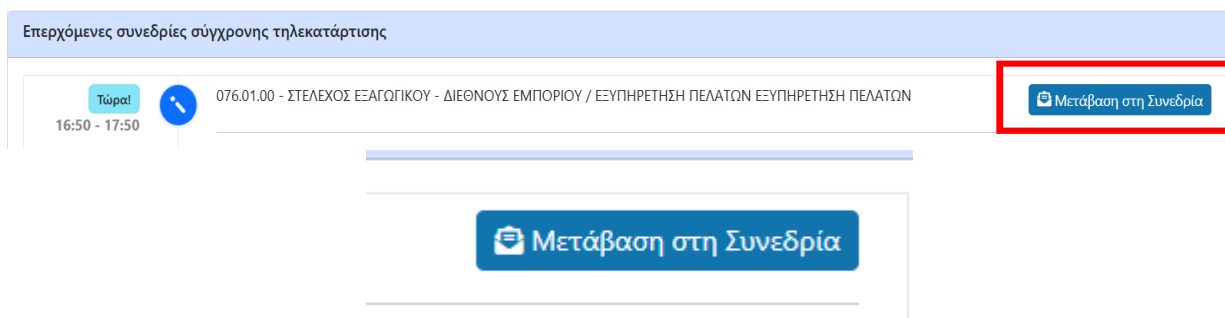 Επερχόμενες συνεδρίες σύγχρονης τηλεκατάρτισης
Τώρα!
16:50 - 17:50
076.01.00 - ΣΤΕΛΕΧΟΣ ΕΞΑΓΩΓΙΚΟΥ - ΔΙΕΘΝΟΥΣ ΕΜΠΟΡΙΟΥ / ΕΞΥΠΗΡΕΤΗΣΗ ΠΕΛΑΤΩΝ ΕΞΥΠΗΡΕΤΗΣΗ ΠΕΛΑΤΩΝ
Μετάβαση στη Συνεδρία
Μετάβαση στη Συνεδρία